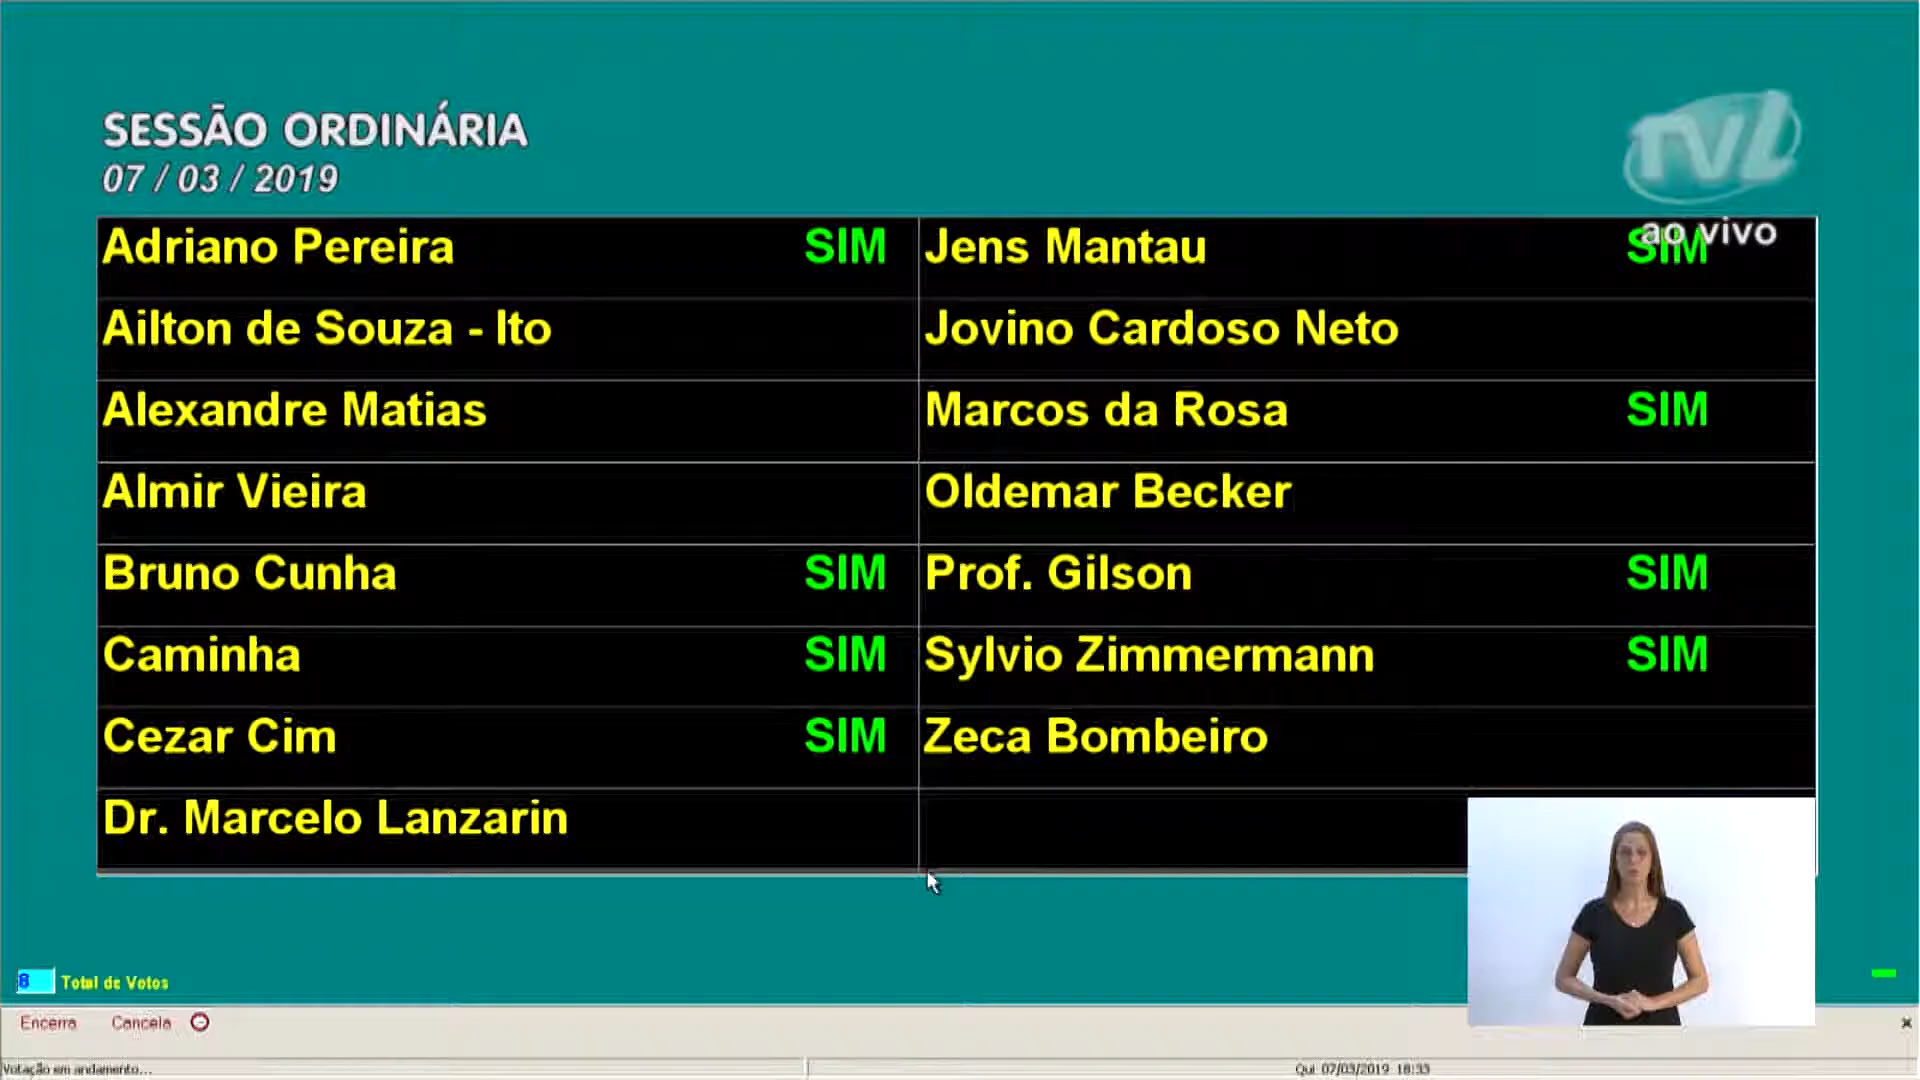 SESSÃO ORDINÁRIA
07 / 03 / 2019
TVL
ao vivo
Adriano Pereira SIM
Jens Mantau SIM
Ailton de Souza - Ito
Jovino Cardoso Neto
Alexandre Matias
Marcos da Rosa SIM
Almir Vieira
Oldemar Becker
Bruno Cunha SIM
Prof. Gilson SIM
Caminha SIM
Sylvio Zimmermann SIM
Cezar Cim SIM
Zeca Bombeiro
Dr. Marcelo Lanzarin
8 Total de Votos
Encerra Cancela
Votação em andamento...
Qui 07/03/2019 18:33